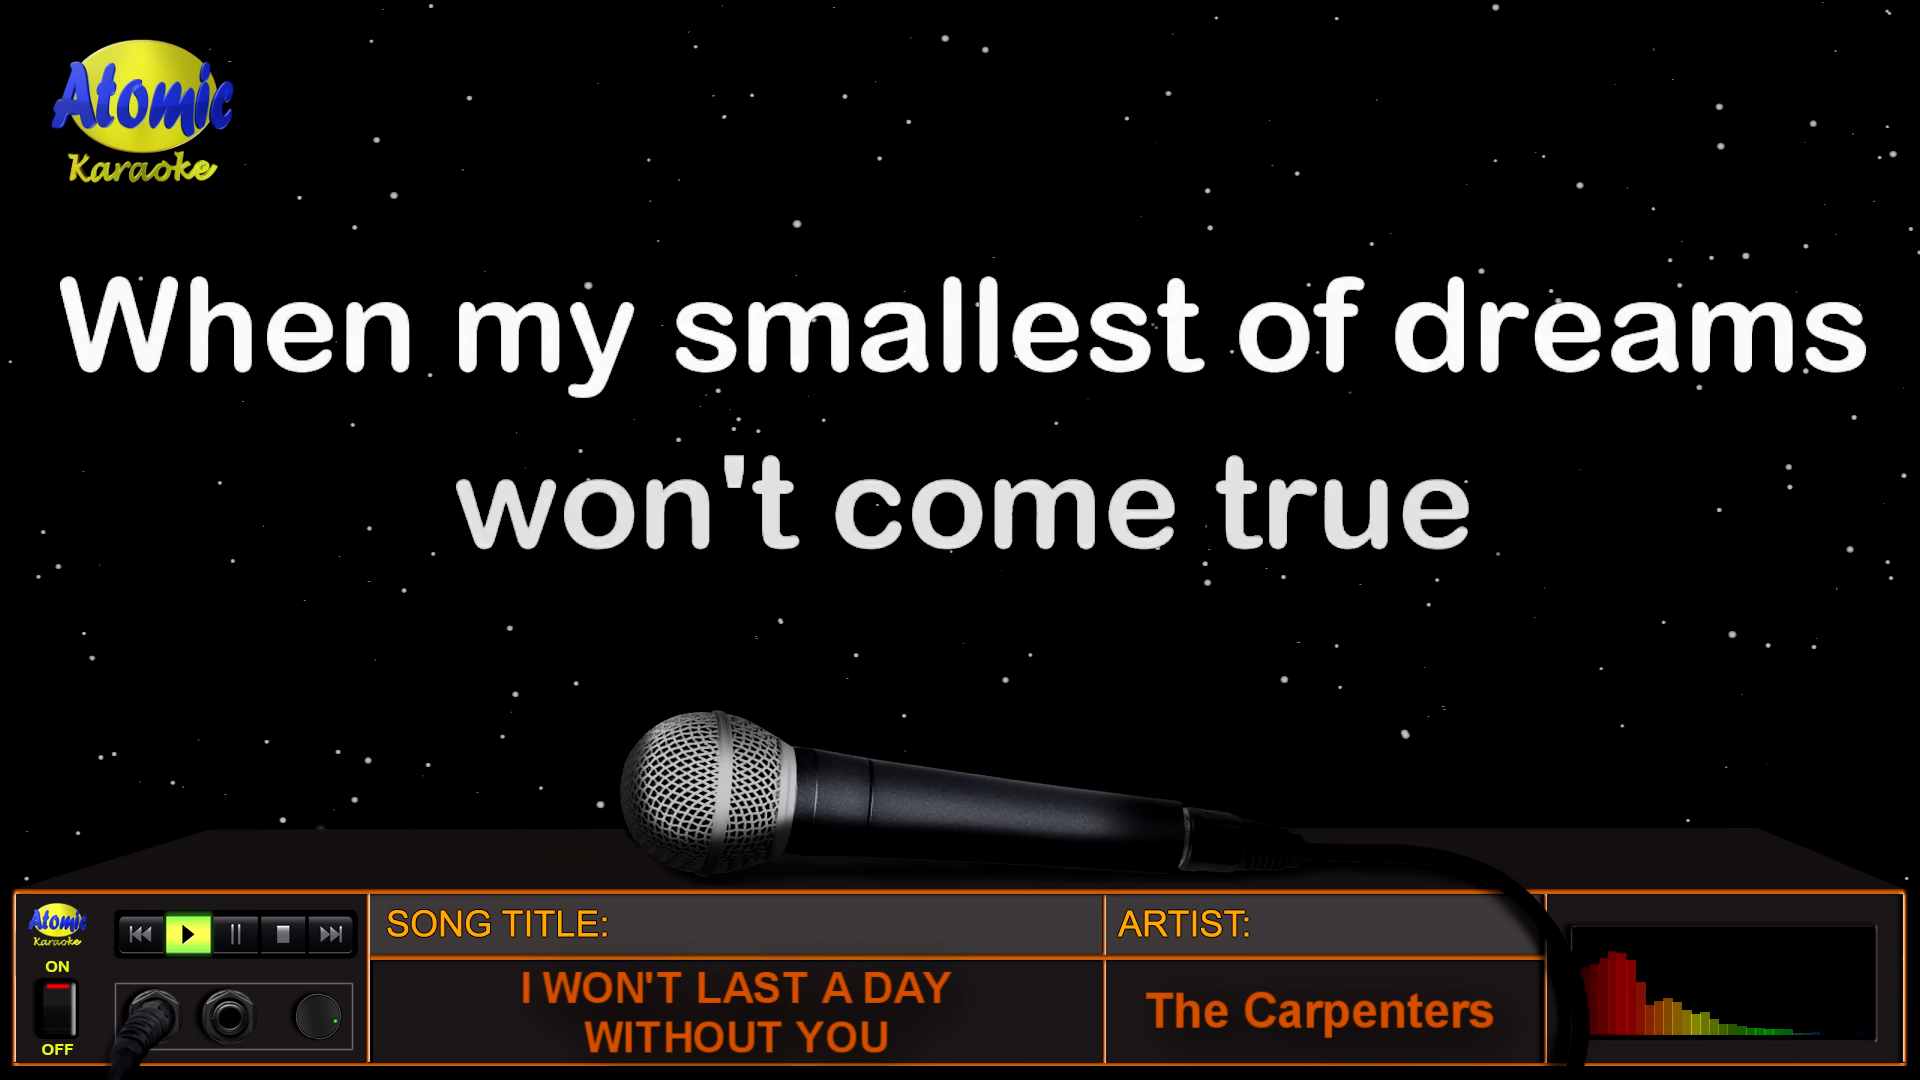 Atomic
Karaoke
When my smallest of dreams
won't come true
Atomic
Karaoke
ON
OFF
SONG TITLE:
I WON'T LAST A DAY
WITHOUT YOU
ARTIST:
The Carpenters